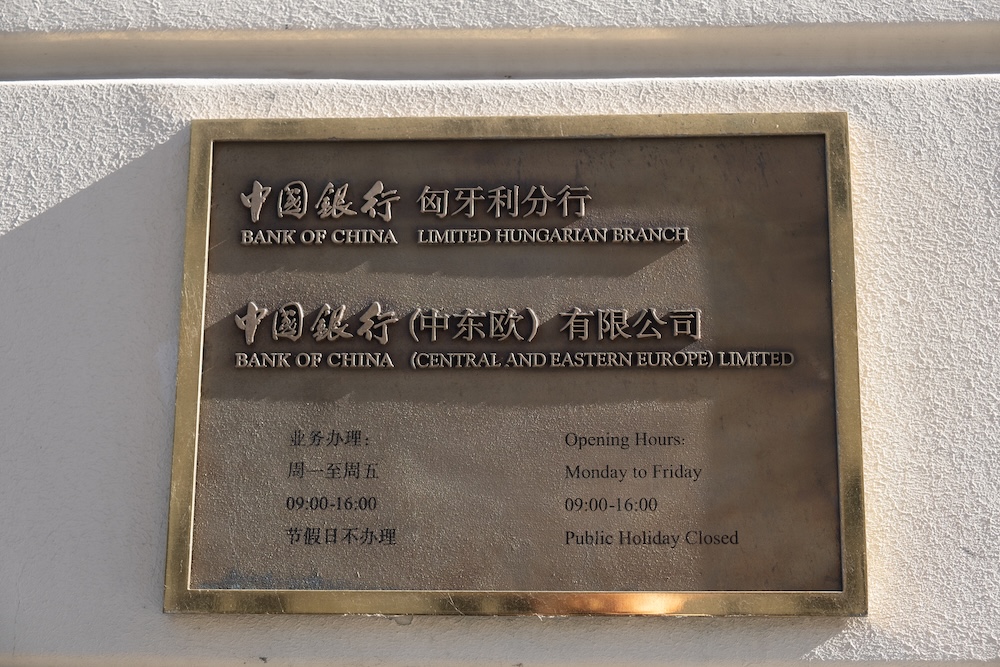 中国銀行 匈牙利分行
BANK OF CHINA LIMITED HUNGARIAN BRANCH
中国銀行 (中东欧) 有限公司
BANK OF CHINA (CENTRAL AND EASTERN EUROPE) LIMITED
业务办理:
周一至周五
09:00-16:00
节假日不办理
Opening Hours:
Monday to Friday
09:00-16:00
Public Holiday Closed